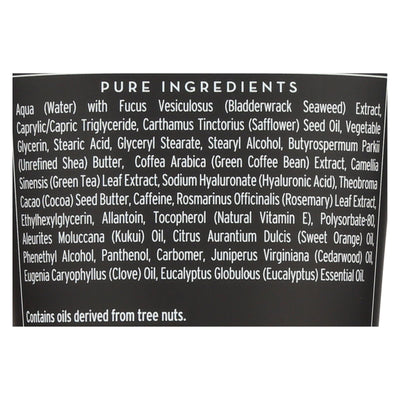 PURE INGREDIENTS
Aqua (Water) with Fucus Vesiculosus (Bladderwrack Seaweed) Extract,
Caprylic/Capric Triglyceride, Carthamus Tinctorius (Safflower) Seed Oil, Vegetable
Glycerin, Stearic Acid, Glyceryl Stearate, Stearyl Alcohol, Butyrospermum Parkii
(Unrefined Shea) Butter, Coffea Arabica (Green Coffee Bean) Extract, Camellia
Sinensis (Green Tea) Leaf Extract, Sodium Hyaluronate (Hyaluronic Acid), Theobroma
Cacao (Cocoa) Seed Butter, Caffeine, Rosmarinus Officinalis (Rosemary) Leaf Extract,
Ethylhexylglycerin, Allantoin, Tocopherol (Natural Vitamin E), Polysorbate-80,
Aleurites Moluccana (Kukui) Oil, Citrus Aurantium Dulcis (Sweet Orange) Oil,
Phenethyl Alcohol, Panthenol, Carbomer, Juniperus Virginiana (Cedarwood) Oil,
Eugenia Caryophyllus (Clove) Oil, Eucalyptus Globulous (Eucalyptus) Essential Oil.
Contains oils derived from tree nuts.